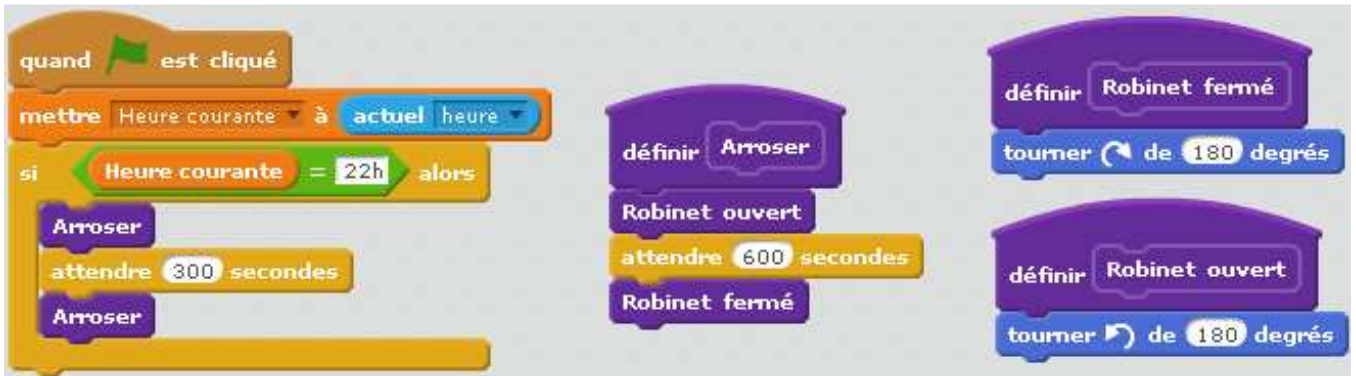 quand est cliqué
mettre Heure courante à actuel heure
si Heure courante = 22h alors
Arroser
attendre 300 secondes
Arroser
définir Arroser
Robinet ouvert
attendre 600 secondes
Robinet fermé
définir Robinet fermé
tourner de 180 degrés
définir Robinet ouvert
tourner de 180 degrés